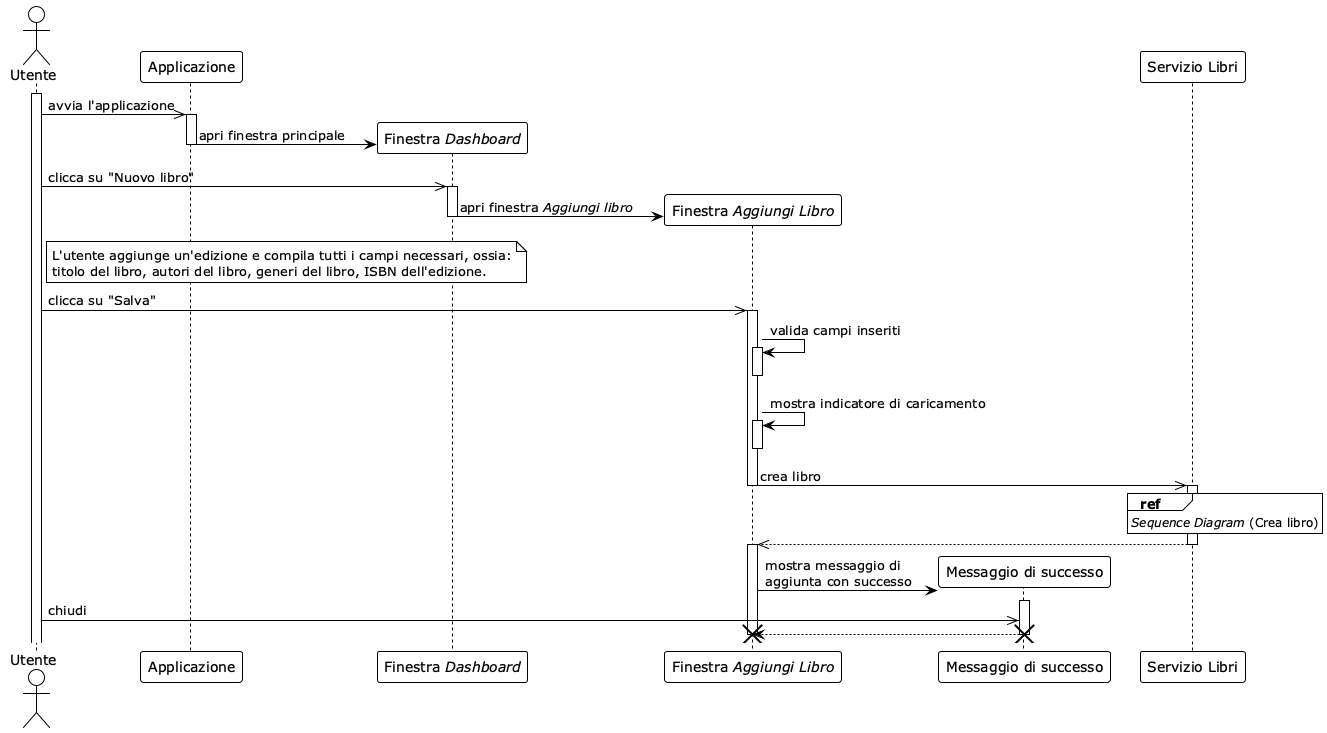 Utente
Applicazione
Servizio Libri
avvia l'applicazione
apri finestra principale
Finestra Dashboard
clicca su "Nuovo libro"
apri finestra Aggiungi libro
Finestra Aggiungi Libro
L'utente aggiunge un'edizione e compila tutti i campi necessari, ossia:
titolo del libro, autori del libro, generi del libro, ISBN dell'edizione.
clicca su "Salva"
valida campi inseriti
mostra indicatore di caricamento
crea libro
ref
Sequence Diagram (Crea libro)
mostra messaggio di
aggiunta con successo
Messaggio di successo
chiudi
Utente
Applicazione
Finestra Dashboard
Finestra Aggiungi Libro
Messaggio di successo
Servizio Libri